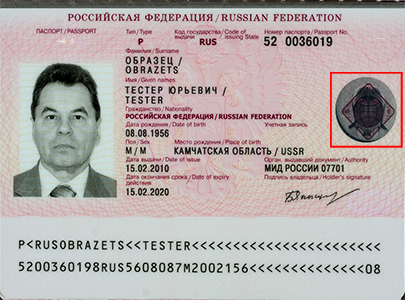 РОССИЙСКАЯ ФЕДЕРАЦИЯ / RUSSIAN FEDERATION
ПАСПОРТ / PASSPORT
Тип / Type
Код государства / Code of
Номер паспорта / Passport No.
выдачи / issuing State
P
RUS
52 0036019
Фамилия / Surname
ОБРАЗЕЦ /
OBRAZETS
Имя / Given names
ТЕСТЕР ЮРЬЕВИЧ /
TESTER
Гражданство / Nationality
РОССИЙСКАЯ ФЕДЕРАЦИЯ / RUSSIAN FEDERATION
Дата рождения / Date of birth
Учетная запись
08.08.1956
Пол / Sex
Место рождения / Place of birth
М / M
КАМЧАТСКАЯ ОБЛАСТЬ / USSR
Дата выдачи / Date of issue
Орган, выдавший документ / Authority
15.02.2010
МИД РОССИИ 07701
Дата окончания срока / Date of expiry
Подпись владельца / Holder's signature
действия
15.02.2020
P<RUSOBRAZETS<<TESTER<<<<<<<<<<<<<<<<<<<<<<<
5200360198RUS5608087M2002156<<<<<<<<<<<<<<08